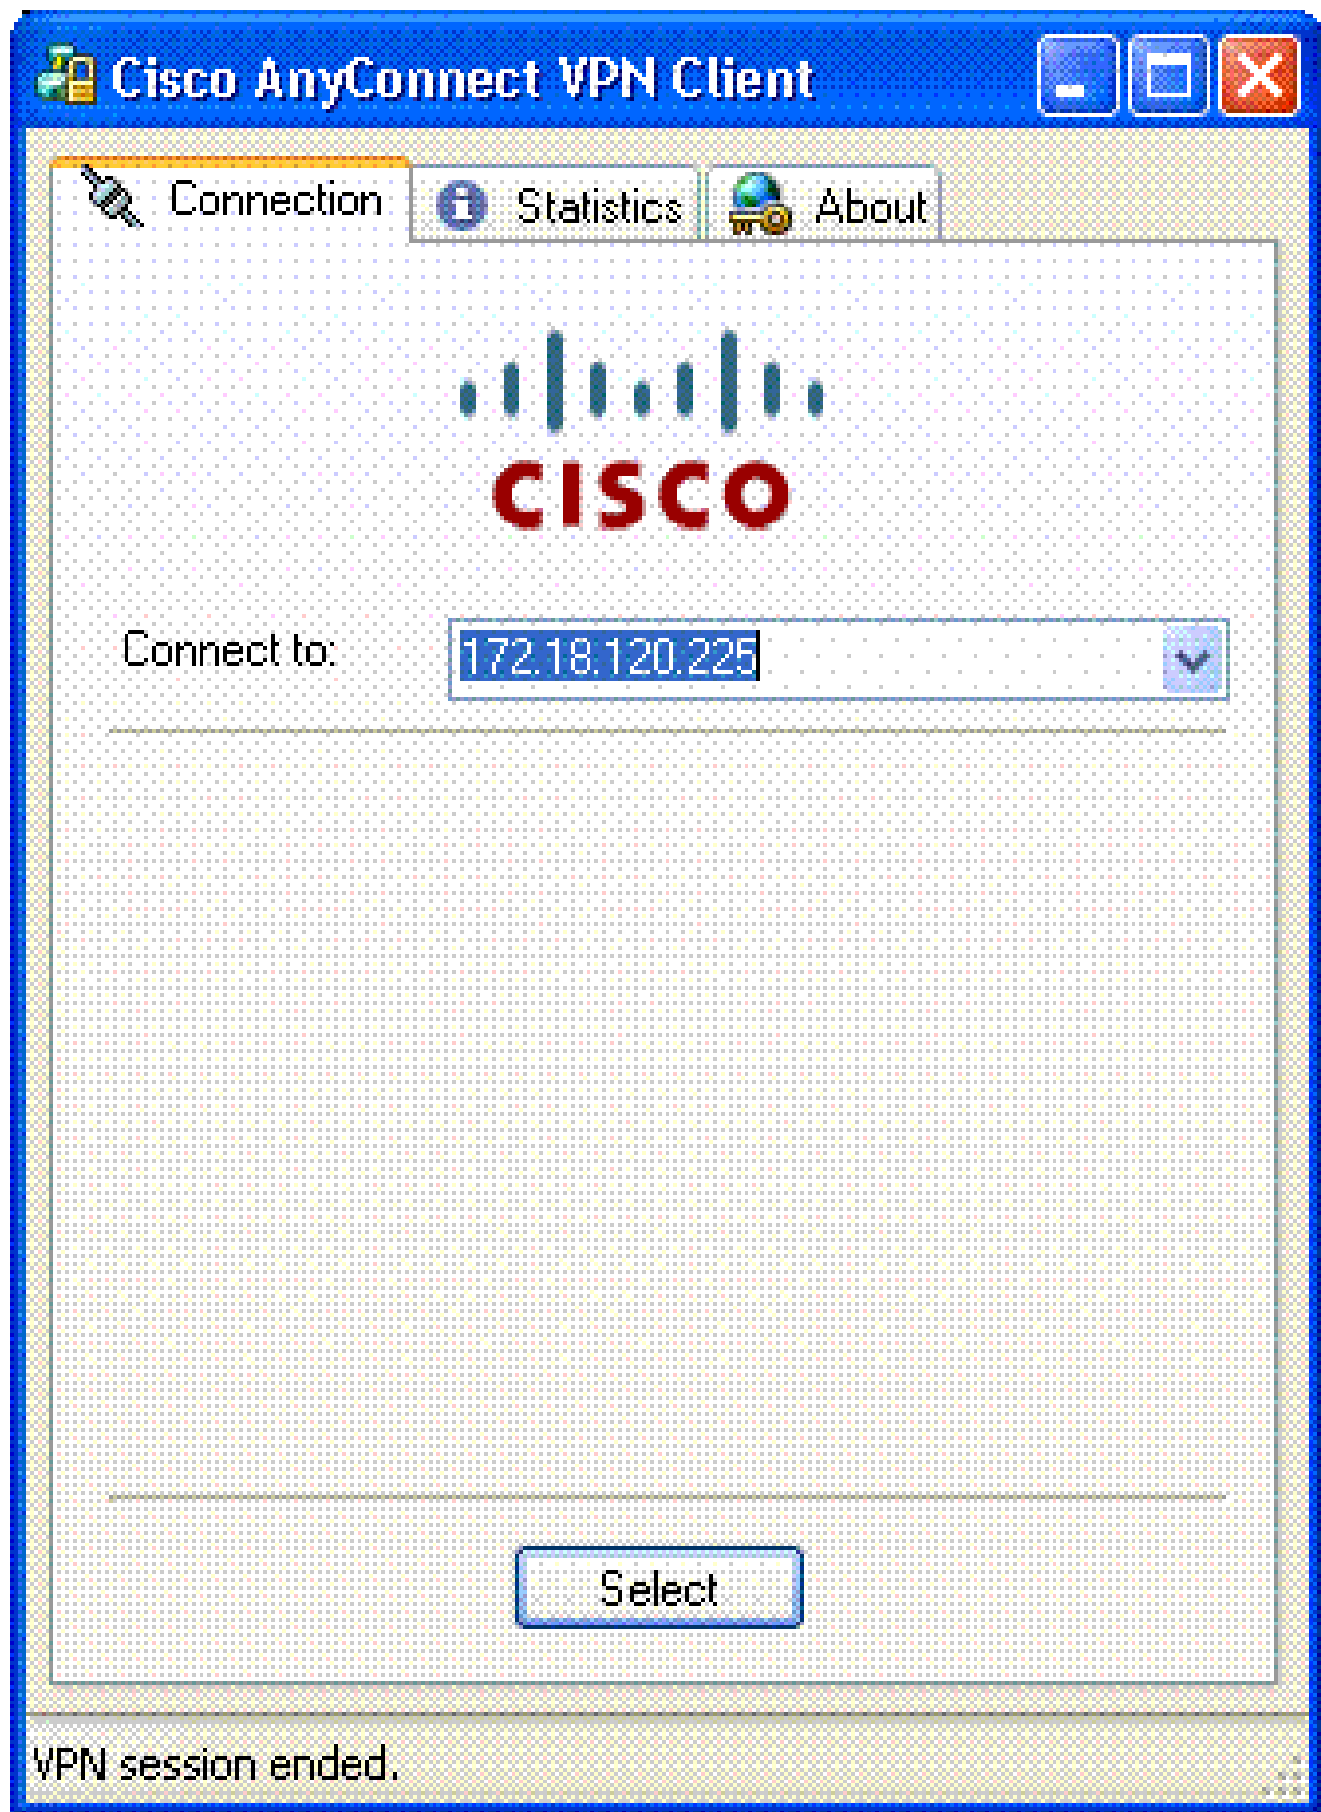 Cisco AnyConnect VPN Client
Connection Statistics About
CISCO
Connect to: 172.18.120.225
Select
VPN session ended.